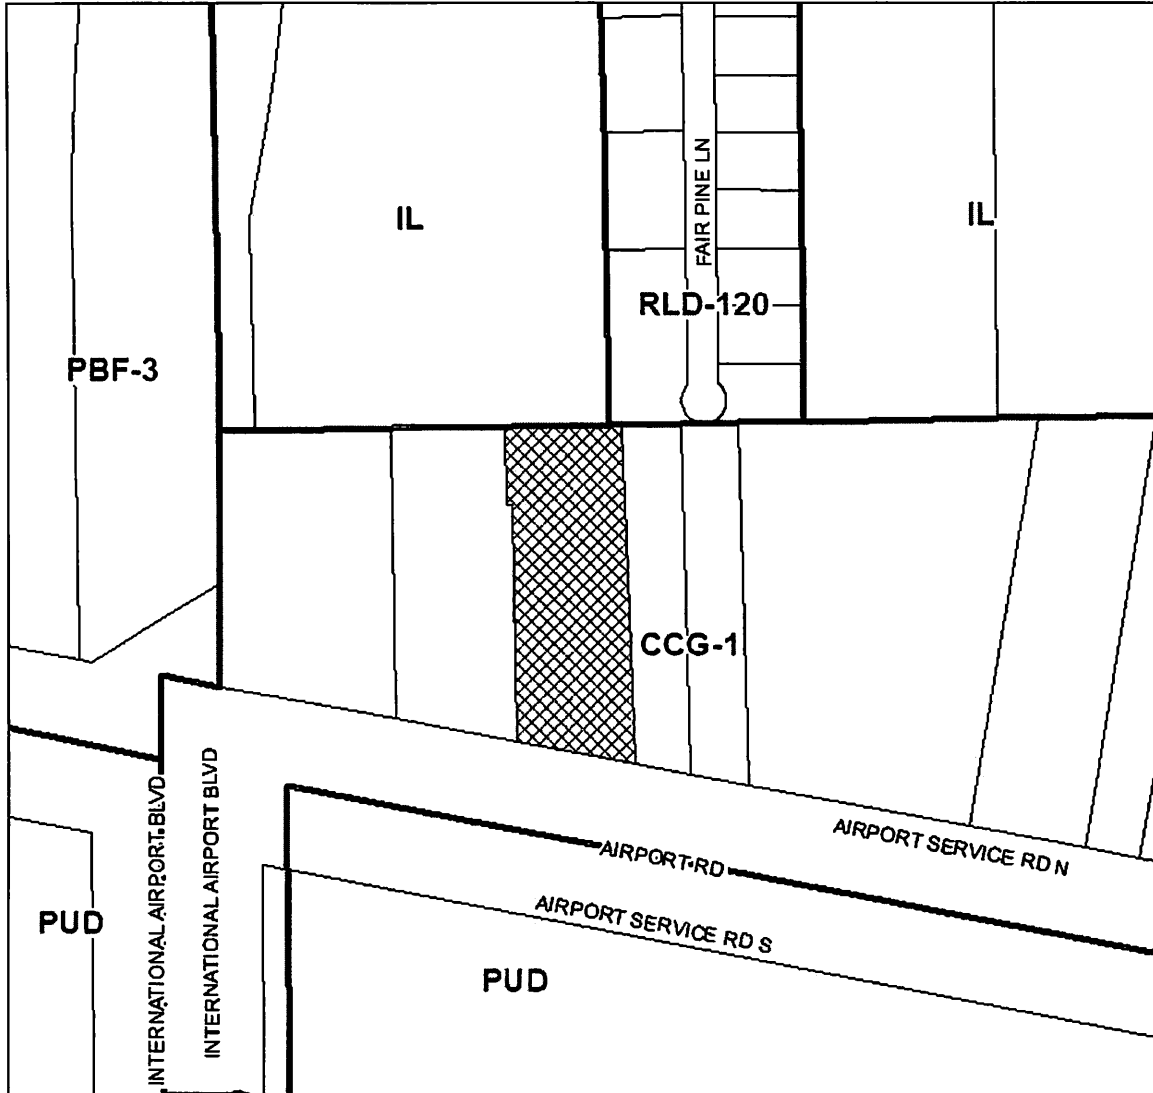 IL
IL
FAIR PINE LN
RLD-120
PBF-3
CCG-1
INTERNATIONAL AIRPORT BLVD
INTERNATIONAL AIRPORT BLVD
AIRPORT SERVICE RD N
AIRPORT RD
AIRPORT SERVICE RD S
PUD
PUD